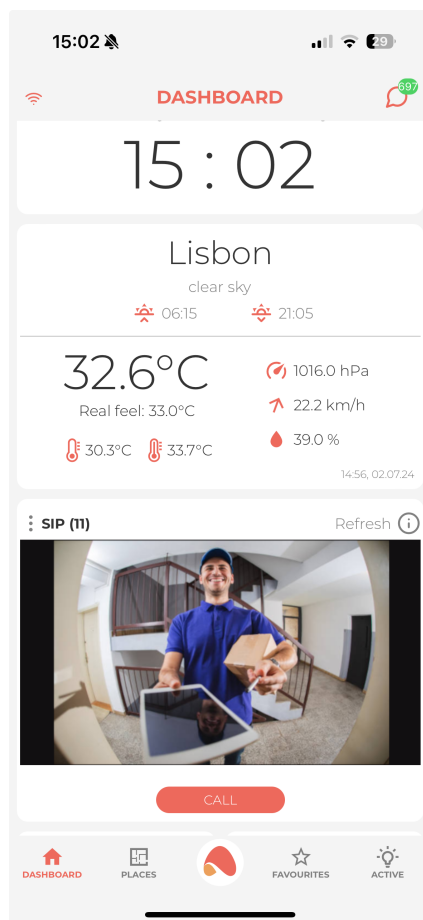 15:02
29
DASHBOARD
697
15 : 02
Lisbon
clear sky
06:15 21:05
32.6°C
Real feel: 33.0°C
30.3°C 33.7°C
1016.0 hPa
22.2 km/h
39.0 %
14:56, 02.07.24
SIP (11)
Refresh
CALL
DASHBOARD
PLACES
FAVOURITES
ACTIVE